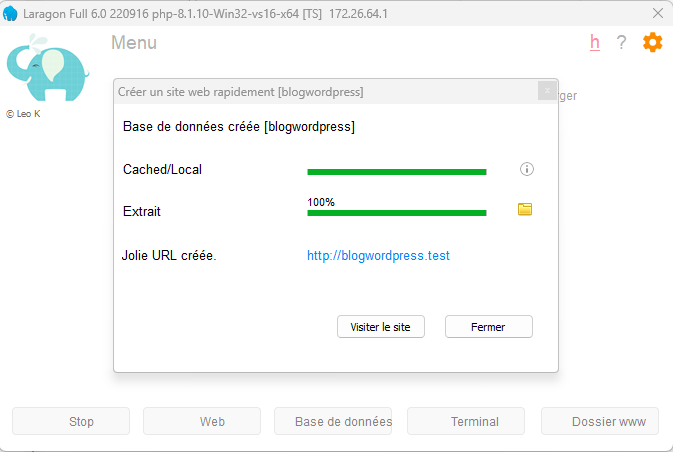 Laragon Full 6.0 220916 php-8.1.10-Win32-vs16-x64 [TS] 172.26.64.1
Menu
h ?
Créer un site web rapidement [blogwordpress]
x
© Leo K
Base de données créée [blogwordpress]
Cached/Local
100%
Extrait
Jolie URL créée. http://blogwordpress.test
Visiter le site Fermer
Stop Web Base de données Terminal Dossier www